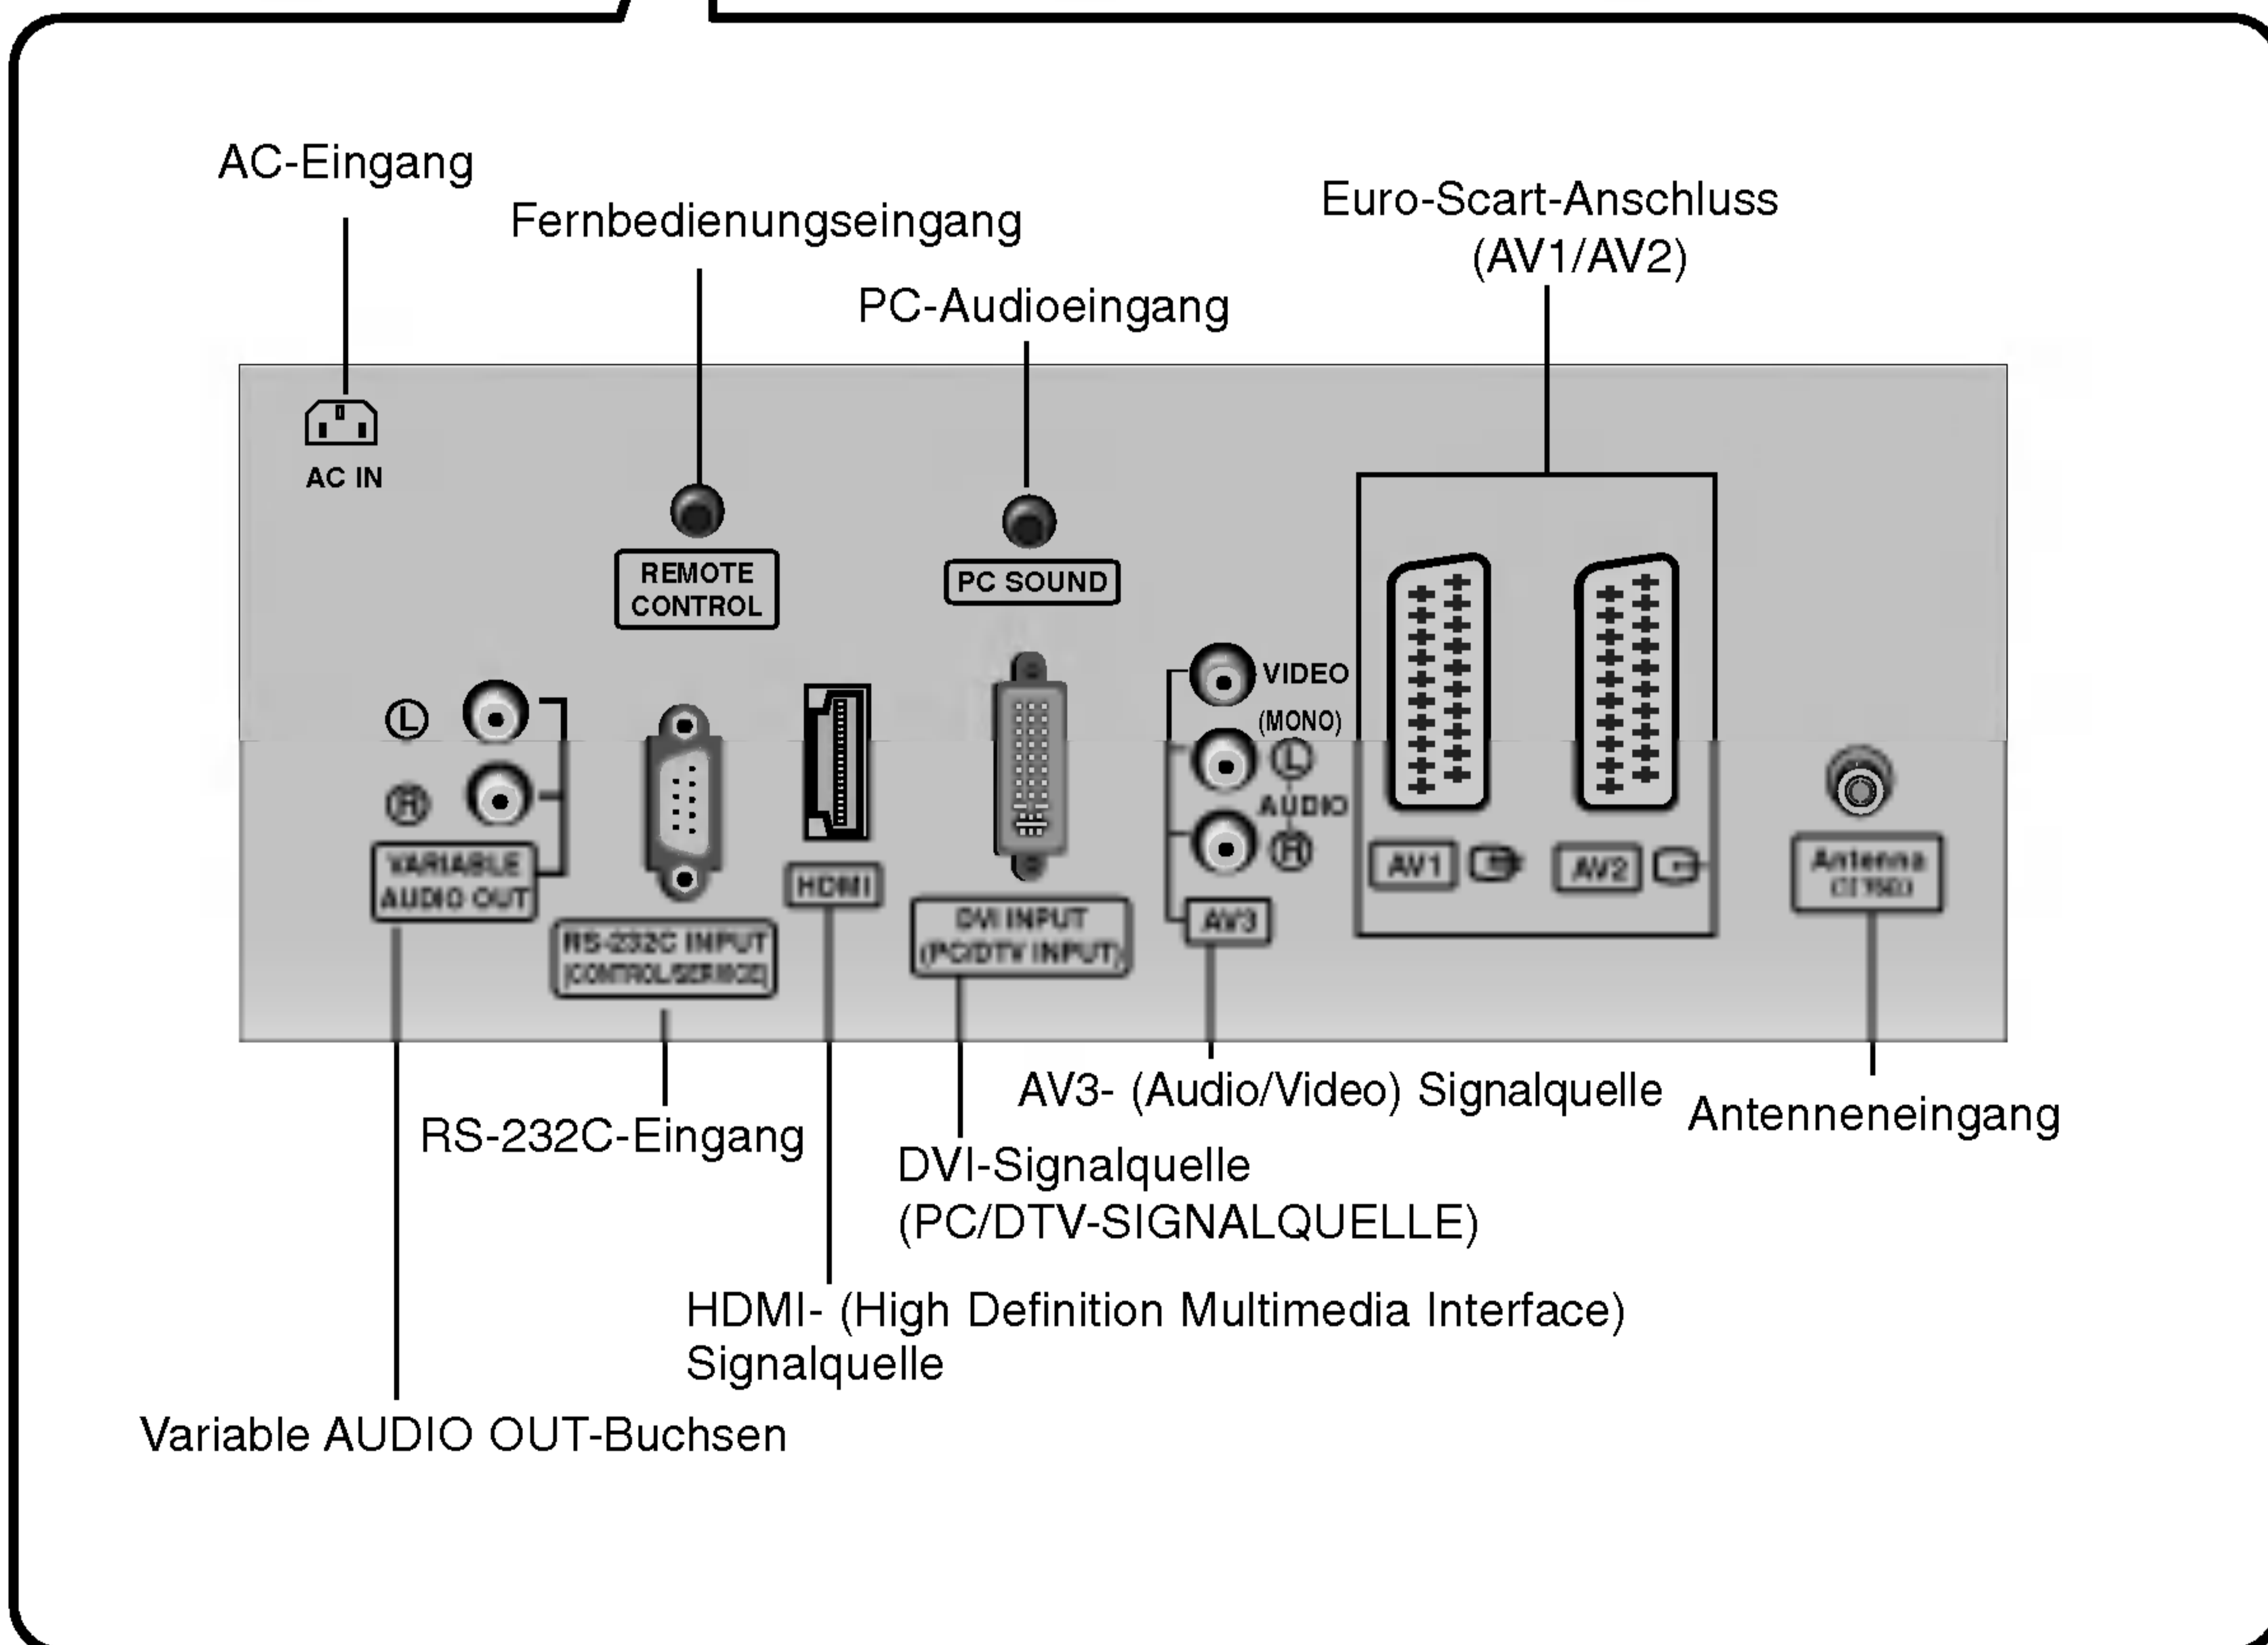 AC-Eingang
Fernbedienungseingang
PC-Audioeingang
Euro-Scart-Anschluss
(AV1/AV2)
AC IN
REMOTE
CONTROL
PC SOUND
L
R
VARIABLE
AUDIO OUT
RS-232C INPUT
(CONTROL/SERVICE)
HDMI
DVI INPUT
(PC/DTV INPUT)
VIDEO
(MONO)
L
AUDIO
R
AV3
AV1
AV2
Antenna
AV3- (Audio/Video) Signalquelle
Antenneneingang
RS-232C-Eingang
DVI-Signalquelle
(PC/DTV-SIGNALQUELLE)
HDMI- (High Definition Multimedia Interface)
Signalquelle
Variable AUDIO OUT-Buchsen